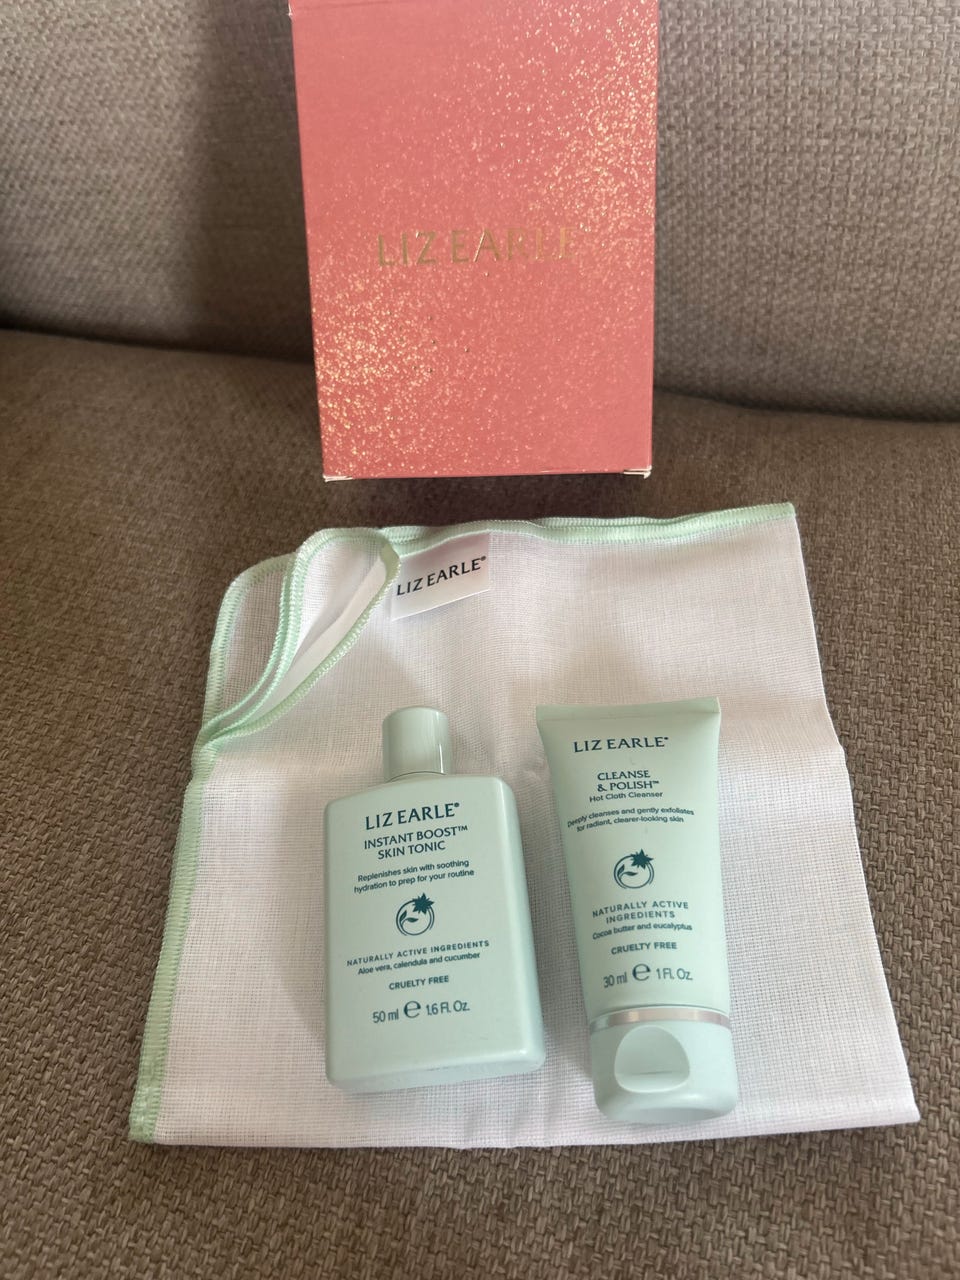 LIZ EARLE
LIZ EARLE®
LIZ EARLE®
INSTANT BOOST™
SKIN TONIC
Replenishes skin with soothing
hydration to prep for your routine
NATURALLY ACTIVE INGREDIENTS
Aloe vera, calendula and cucumber
CRUELTY FREE
50 ml ℮ 1.6 Fl. Oz.
LIZ EARLE®
CLEANSE
& POLISH™
Hot Cloth Cleanser
Deeply cleanses and gently exfoliates
for radiant, clearer-looking skin
NATURALLY ACTIVE
INGREDIENTS
Cocoa butter and eucalyptus
CRUELTY FREE
30 ml ℮ 1 Fl. Oz.